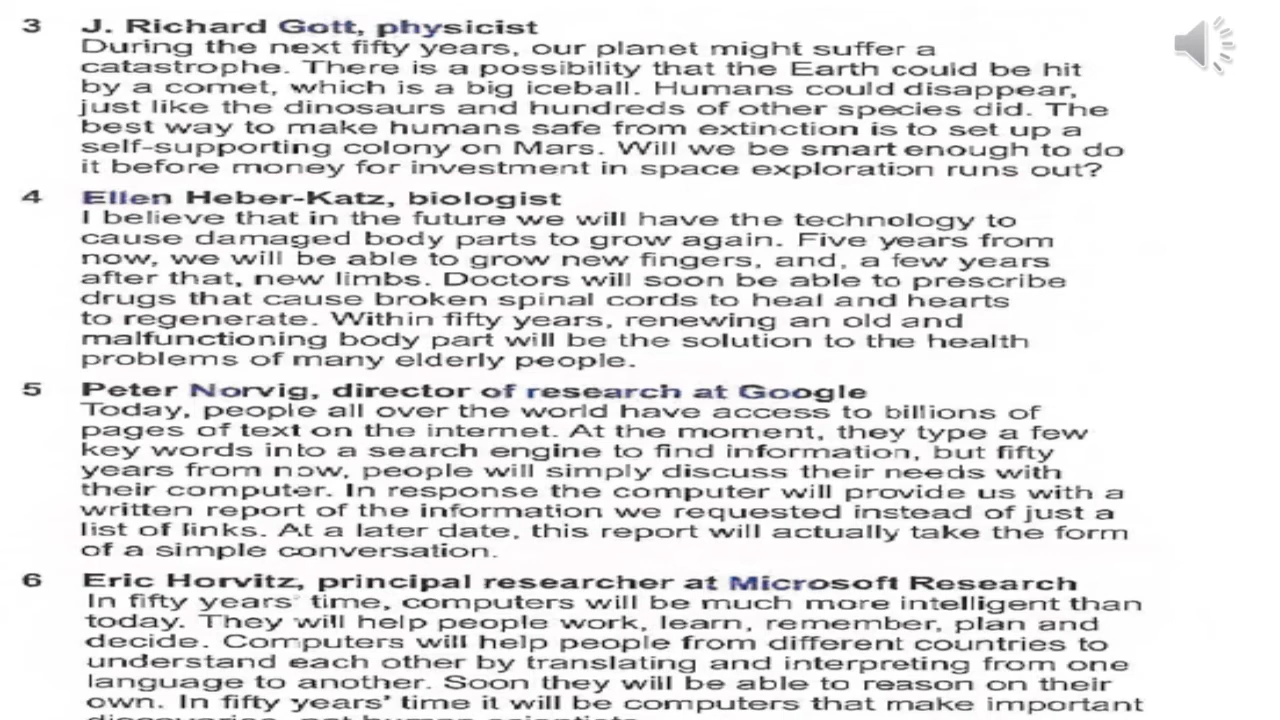 3 J. Richard Gott, physicist
During the next fifty years, our planet might suffer a
catastrophe. There is a possibility that the Earth could be hit
by a comet, which is a big iceball. Humans could disappear,
just like the dinosaurs and hundreds of other species did. The
best way to make humans safe from extinction is to set up a
self-supporting colony on Mars. Will we be smart enough to do
it before money for investment in space exploration runs out?
4 Ellen Heber-Katz, biologist
I believe that in the future we will have the technology to
cause damaged body parts to grow again. Five years from
now, we will be able to grow new fingers, and, a few years
after that, new limbs. Doctors will soon be able to prescribe
drugs that cause broken spinal cords to heal and hearts
to regenerate. Within fifty years, renewing an old and
malfunctioning body part will be the solution to the health
problems of many elderly people.
5 Peter Norvig, director of research at Google
Today, people all over the world have access to billions of
pages of text on the internet. At the moment, they type a few
key words into a search engine to find information, but fifty
years from now, people will simply discuss their needs with
their computer. In response the computer will provide us with a
written report of the information we requested instead of just a
list of links. At a later date, this report will actually take the form
of a simple conversation.
6 Eric Horvitz, principal researcher at Microsoft Research
In fifty years' time, computers will be much more intelligent than
today. They will help people work, learn, remember, plan and
decide. Computers will help people from different countries to
understand each other by translating and interpreting from one
language to another. Soon they will be able to reason on their
own. In fifty years' time it will be computers that make important